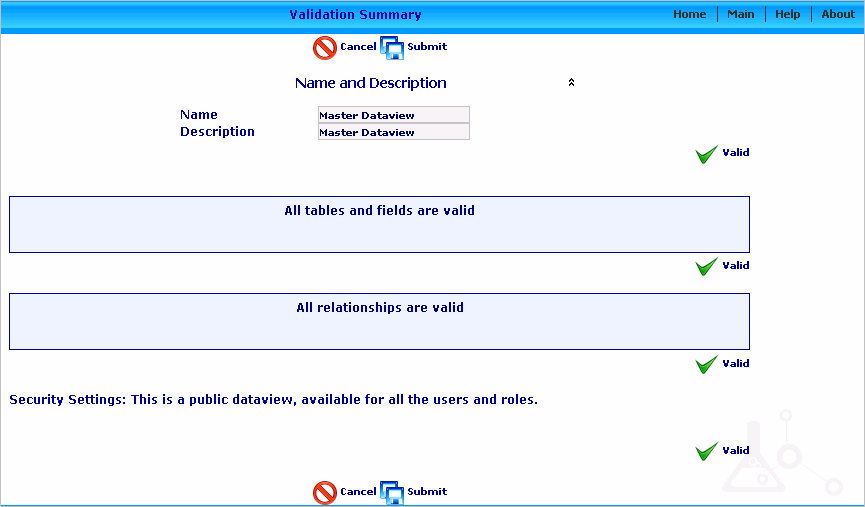 Validation Summary Home Main Help About
Cancel Submit
Name and Description
Name Master Dataview
Description Master Dataview
Valid
All tables and fields are valid
Valid
All relationships are valid
Valid
Security Settings: This is a public dataview, available for all the users and roles.
Valid
Cancel Submit